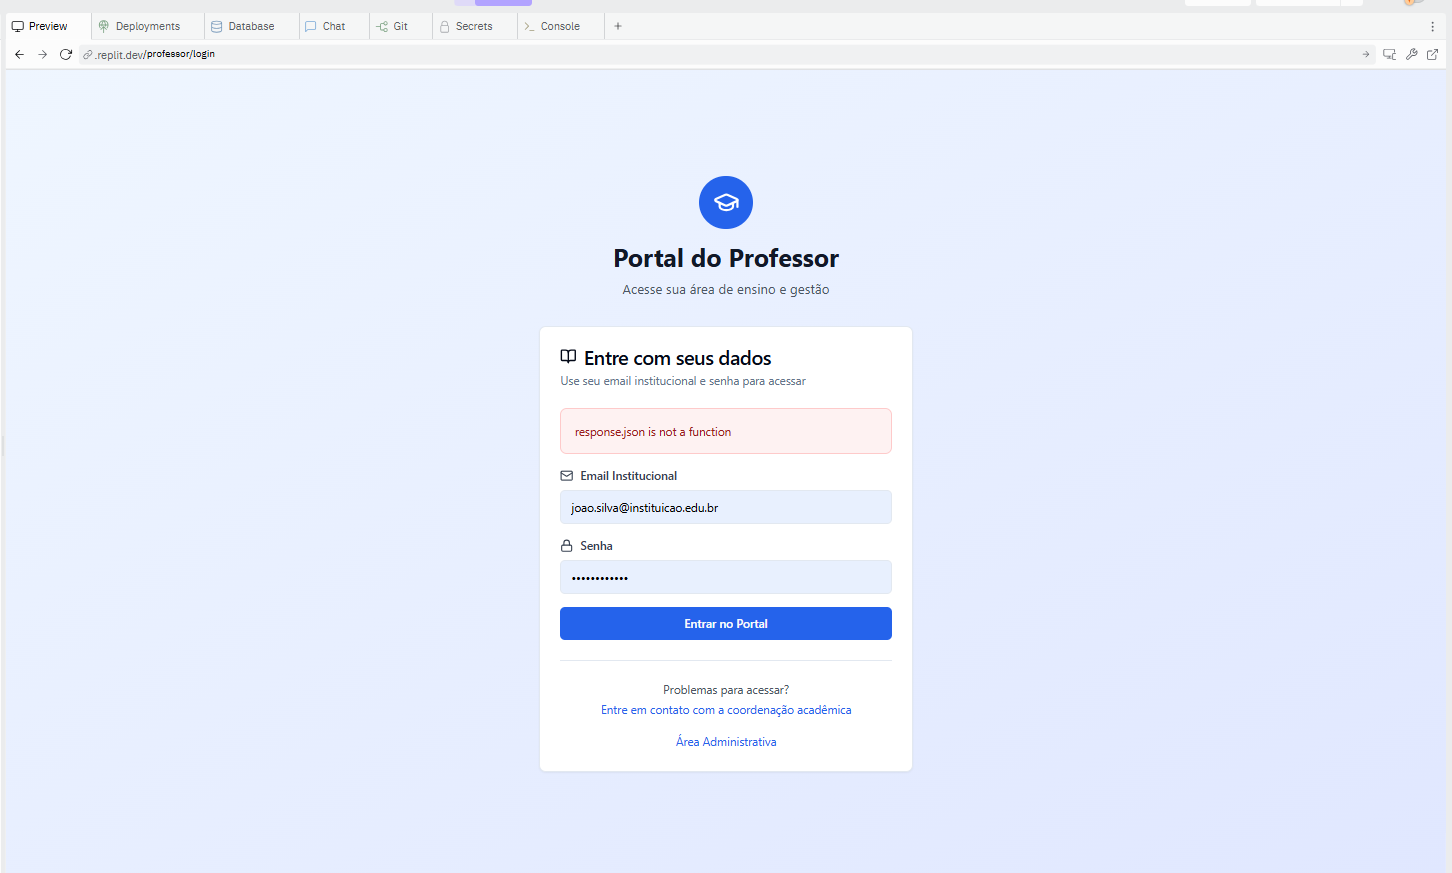 Preview Deployments Database Chat Git Secrets Console
.replit.dev/professor/login
Portal do Professor
Acesse sua área de ensino e gestão
Entre com seus dados
Use seu email institucional e senha para acessar
response.json is not a function
Email Institucional
joao.silva@instituicao.edu.br
Senha
••••••••••••
Entrar no Portal
Problemas para acessar?
Entre em contato com a coordenação acadêmica
Área Administrativa